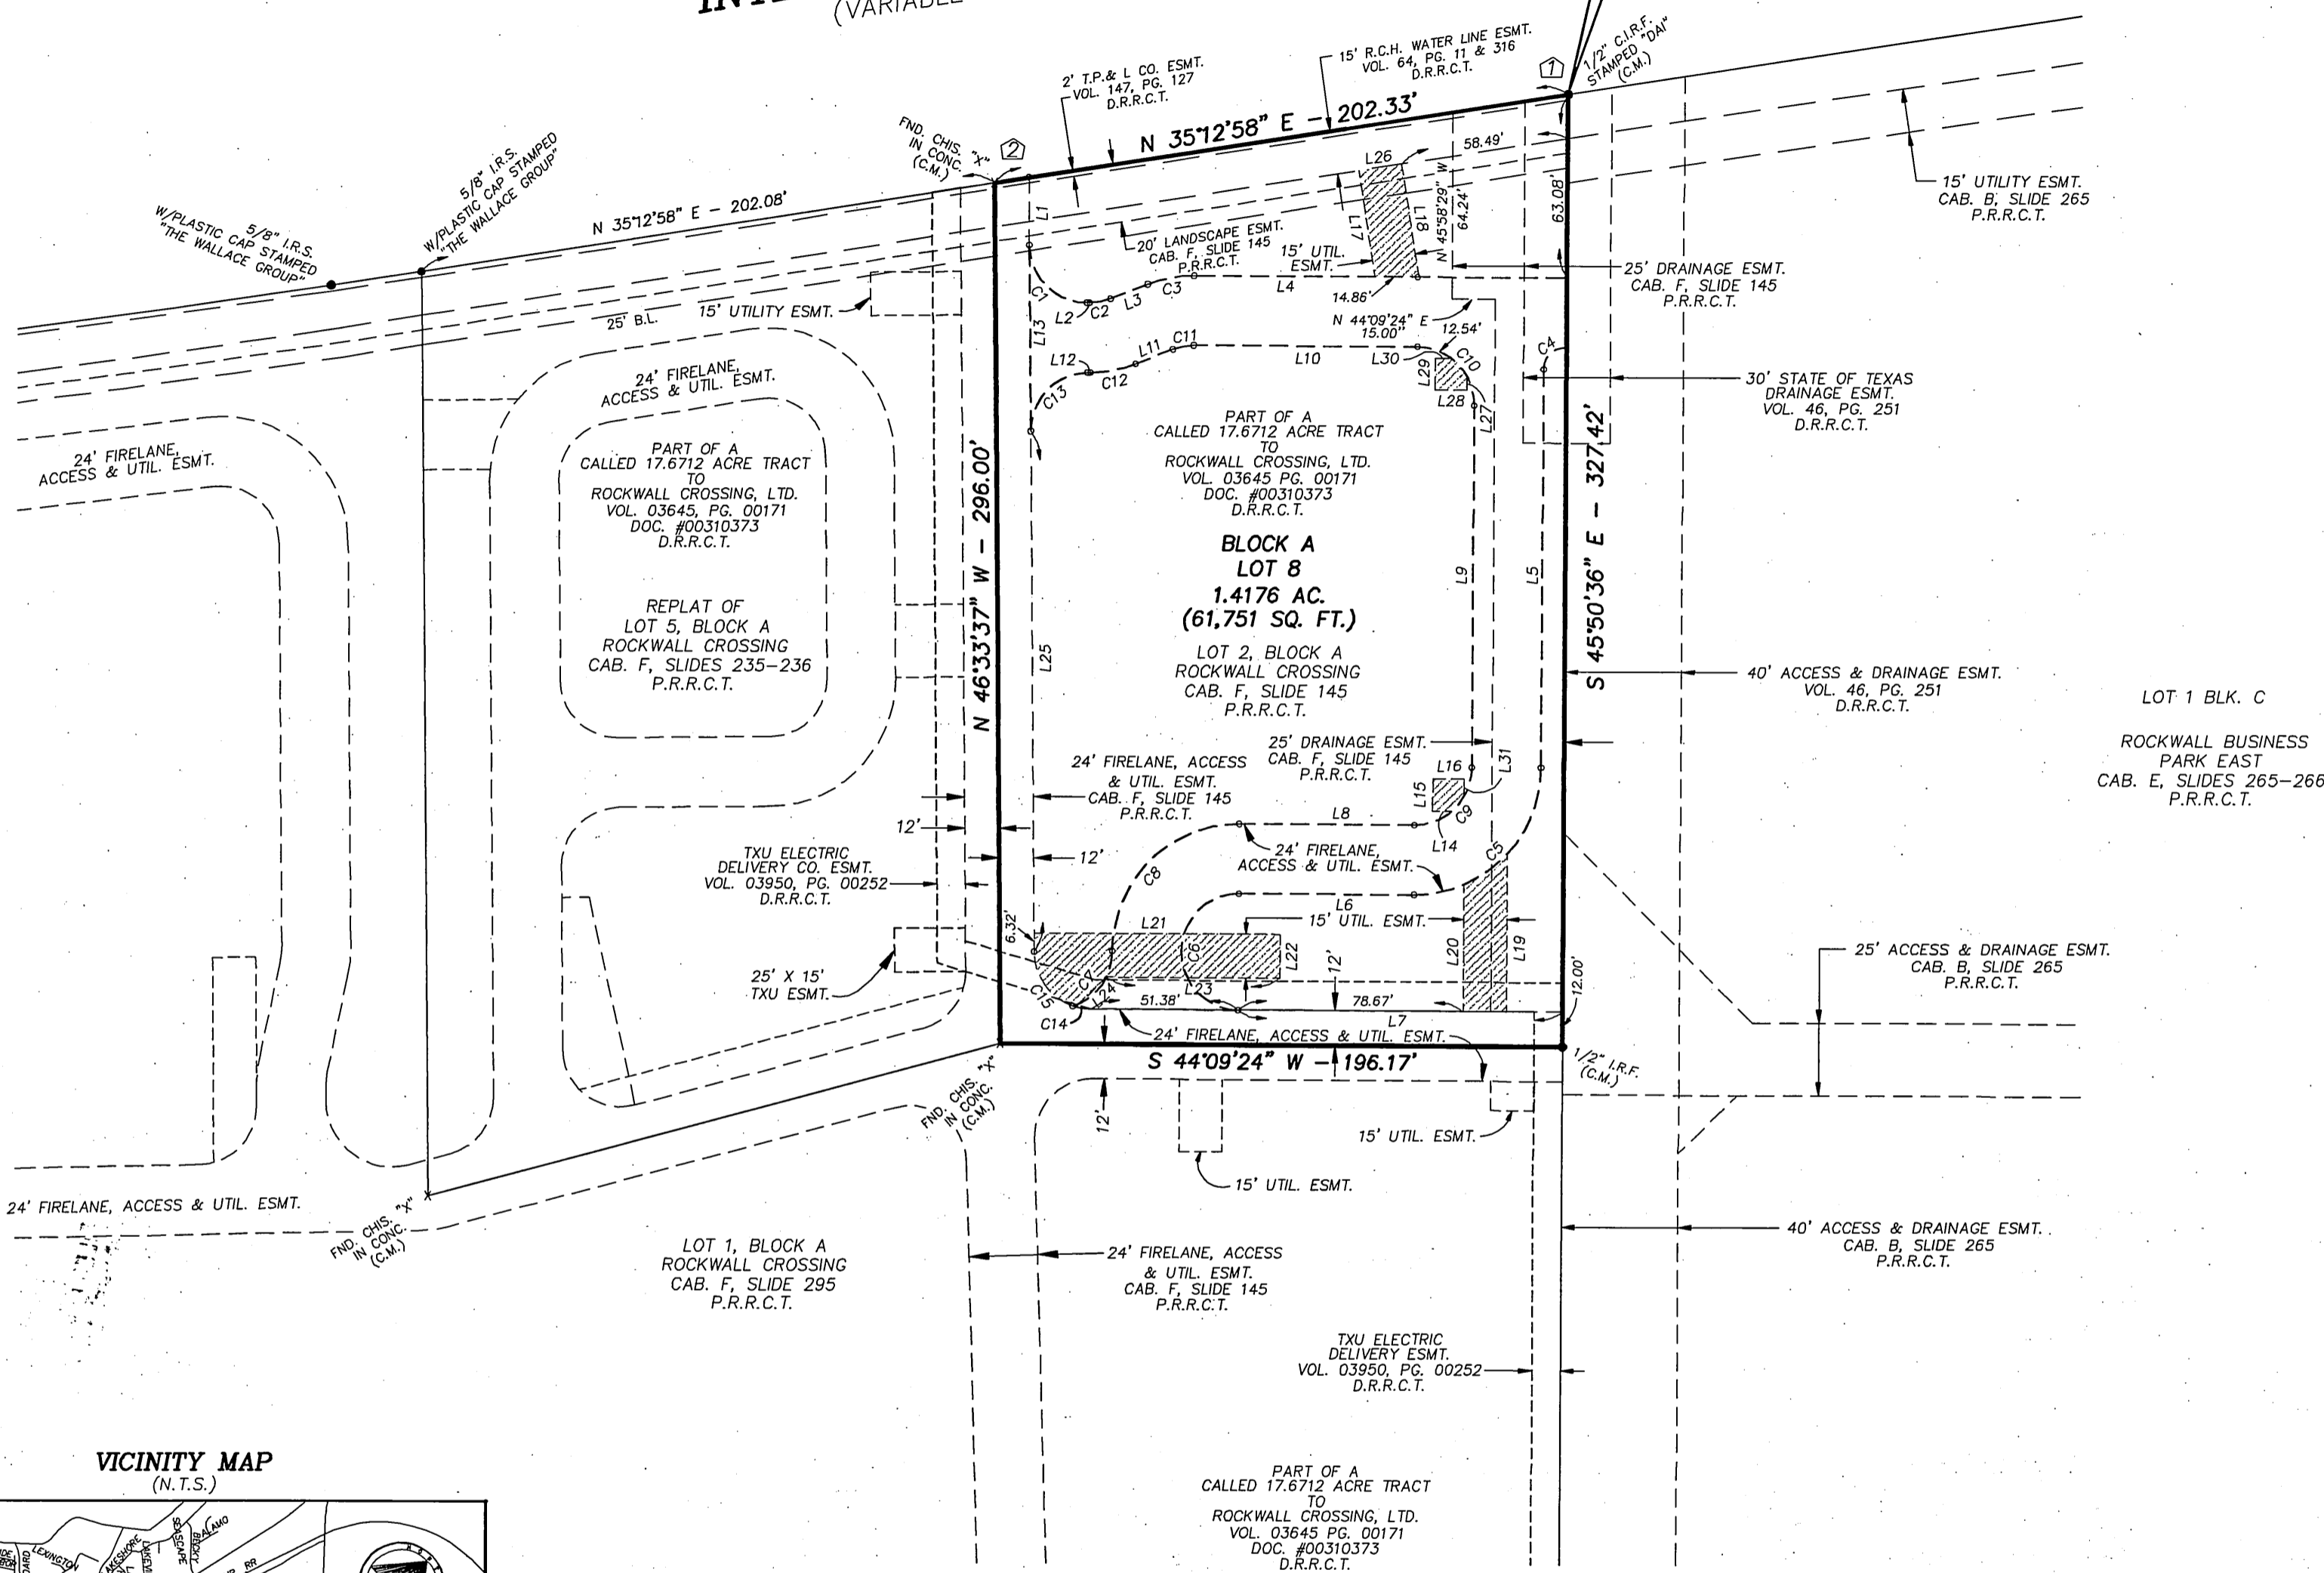 (VARIABLE
2' T.P.& L CO. ESMT.
VOL. 147, PG. 127
D.R.R.C.T.
15' R.C.H. WATER LINE ESMT.
VOL. 64, PG. 11 & 316
D.R.R.C.T.
1
1/2" C.I.R.F.
STAMPED "DAI"
(C.M.)
N 35°12'58" E - 202.33'
FND. CHIS. "X"
IN CONC.
(C.M.)
2
5/8" I.R.S.
W/PLASTIC CAP STAMPED
"THE WALLACE GROUP"
5/8" I.R.S.
W/PLASTIC CAP STAMPED
"THE WALLACE GROUP"
N 35°12'58" E - 202.08'
58.49'
L26
L17
L18
N 45°58'29" W
64.24'
63.08'
15' UTILITY ESMT.
CAB. B, SLIDE 265
P.R.R.C.T.
L1
20' LANDSCAPE ESMT.
CAB. F, SLIDE 145
P.R.R.C.T.
15' UTIL.
ESMT.
25' DRAINAGE ESMT.
CAB. F, SLIDE 145
P.R.R.C.T.
C1
L2
C2
L3
C3
L4
14.86'
15' UTILITY ESMT.
25' B.L.
L13
N 44°09'24" E
15.00"
12.54'
L12
C12
L11
C11
L10
L30
C10
L29
L28
L27
C4
C13
30' STATE OF TEXAS
DRAINAGE ESMT.
VOL. 46, PG. 251
D.R.R.C.T.
24' FIRELANE,
ACCESS & UTIL. ESMT.
24' FIRELANE,
ACCESS & UTIL. ESMT.
PART OF A
CALLED 17.6712 ACRE TRACT
TO
ROCKWALL CROSSING, LTD.
VOL. 03645, PG. 00171
DOC. #00310373
D.R.R.C.T.
REPLAT OF
LOT 5, BLOCK A
ROCKWALL CROSSING
CAB. F, SLIDES 235-236
P.R.R.C.T.
N 46°33'37" W - 296.00'
PART OF A
CALLED 17.6712 ACRE TRACT
TO
ROCKWALL CROSSING, LTD.
VOL. 03645 PG. 00171
DOC. #00310373
D.R.R.C.T.
BLOCK A
LOT 8
1.4176 AC.
(61,751 SQ. FT.)
LOT 2, BLOCK A
ROCKWALL CROSSING
CAB. F, SLIDE 145
P.R.R.C.T.
L25
L9
L5
S 45°50'36" E - 327.42'
40' ACCESS & DRAINAGE ESMT.
VOL. 46, PG. 251
D.R.R.C.T.
LOT 1 BLK. C
ROCKWALL BUSINESS
PARK EAST
CAB. E, SLIDES 265-266
P.R.R.C.T.
25' DRAINAGE ESMT.
CAB. F, SLIDE 145
P.R.R.C.T.
24' FIRELANE, ACCESS
& UTIL. ESMT.
CAB. F, SLIDE 145
P.R.R.C.T.
L16
L31
L15
C9
L14
L8
12'
12'
24' FIRELANE,
ACCESS & UTIL. ESMT.
C5
C8
TXU ELECTRIC
DELIVERY CO. ESMT.
VOL. 03950, PG. 00252
D.R.R.C.T.
L6
15' UTIL. ESMT.
L21
6.32'
C6
L22
12'
L20
L19
25' X 15'
TXU ESMT.
C15
C7
L24
L23
C14
51.38'
78.67'
L7
12.00'
24' FIRELANE, ACCESS & UTIL. ESMT.
25' ACCESS & DRAINAGE ESMT.
CAB. B, SLIDE 265
P.R.R.C.T.
S 44°09'24" W - 196.17'
1/2" I.R.F.
(C.M.)
FND. CHIS. "X"
IN CONC.
(C.M.)
12'
15' UTIL. ESMT.
15' UTIL. ESMT.
24' FIRELANE, ACCESS & UTIL. ESMT.
FND. CHIS. "X"
IN CONC.
(C.M.)
LOT 1, BLOCK A
ROCKWALL CROSSING
CAB. F, SLIDE 295
P.R.R.C.T.
24' FIRELANE, ACCESS
& UTIL. ESMT.
CAB. F, SLIDE 145
P.R.R.C.T.
40' ACCESS & DRAINAGE ESMT.
CAB. B, SLIDE 265
P.R.R.C.T.
TXU ELECTRIC
DELIVERY ESMT.
VOL. 03950, PG. 00252
D.R.R.C.T.
PART OF A
CALLED 17.6712 ACRE TRACT
TO
ROCKWALL CROSSING, LTD.
VOL. 03645 PG. 00171
DOC. #00310373
D.R.R.C.T.
VICINITY MAP
(N.T.S.)
LEXINGTON
SEASCAPE
BECKY
ALAMO
RR